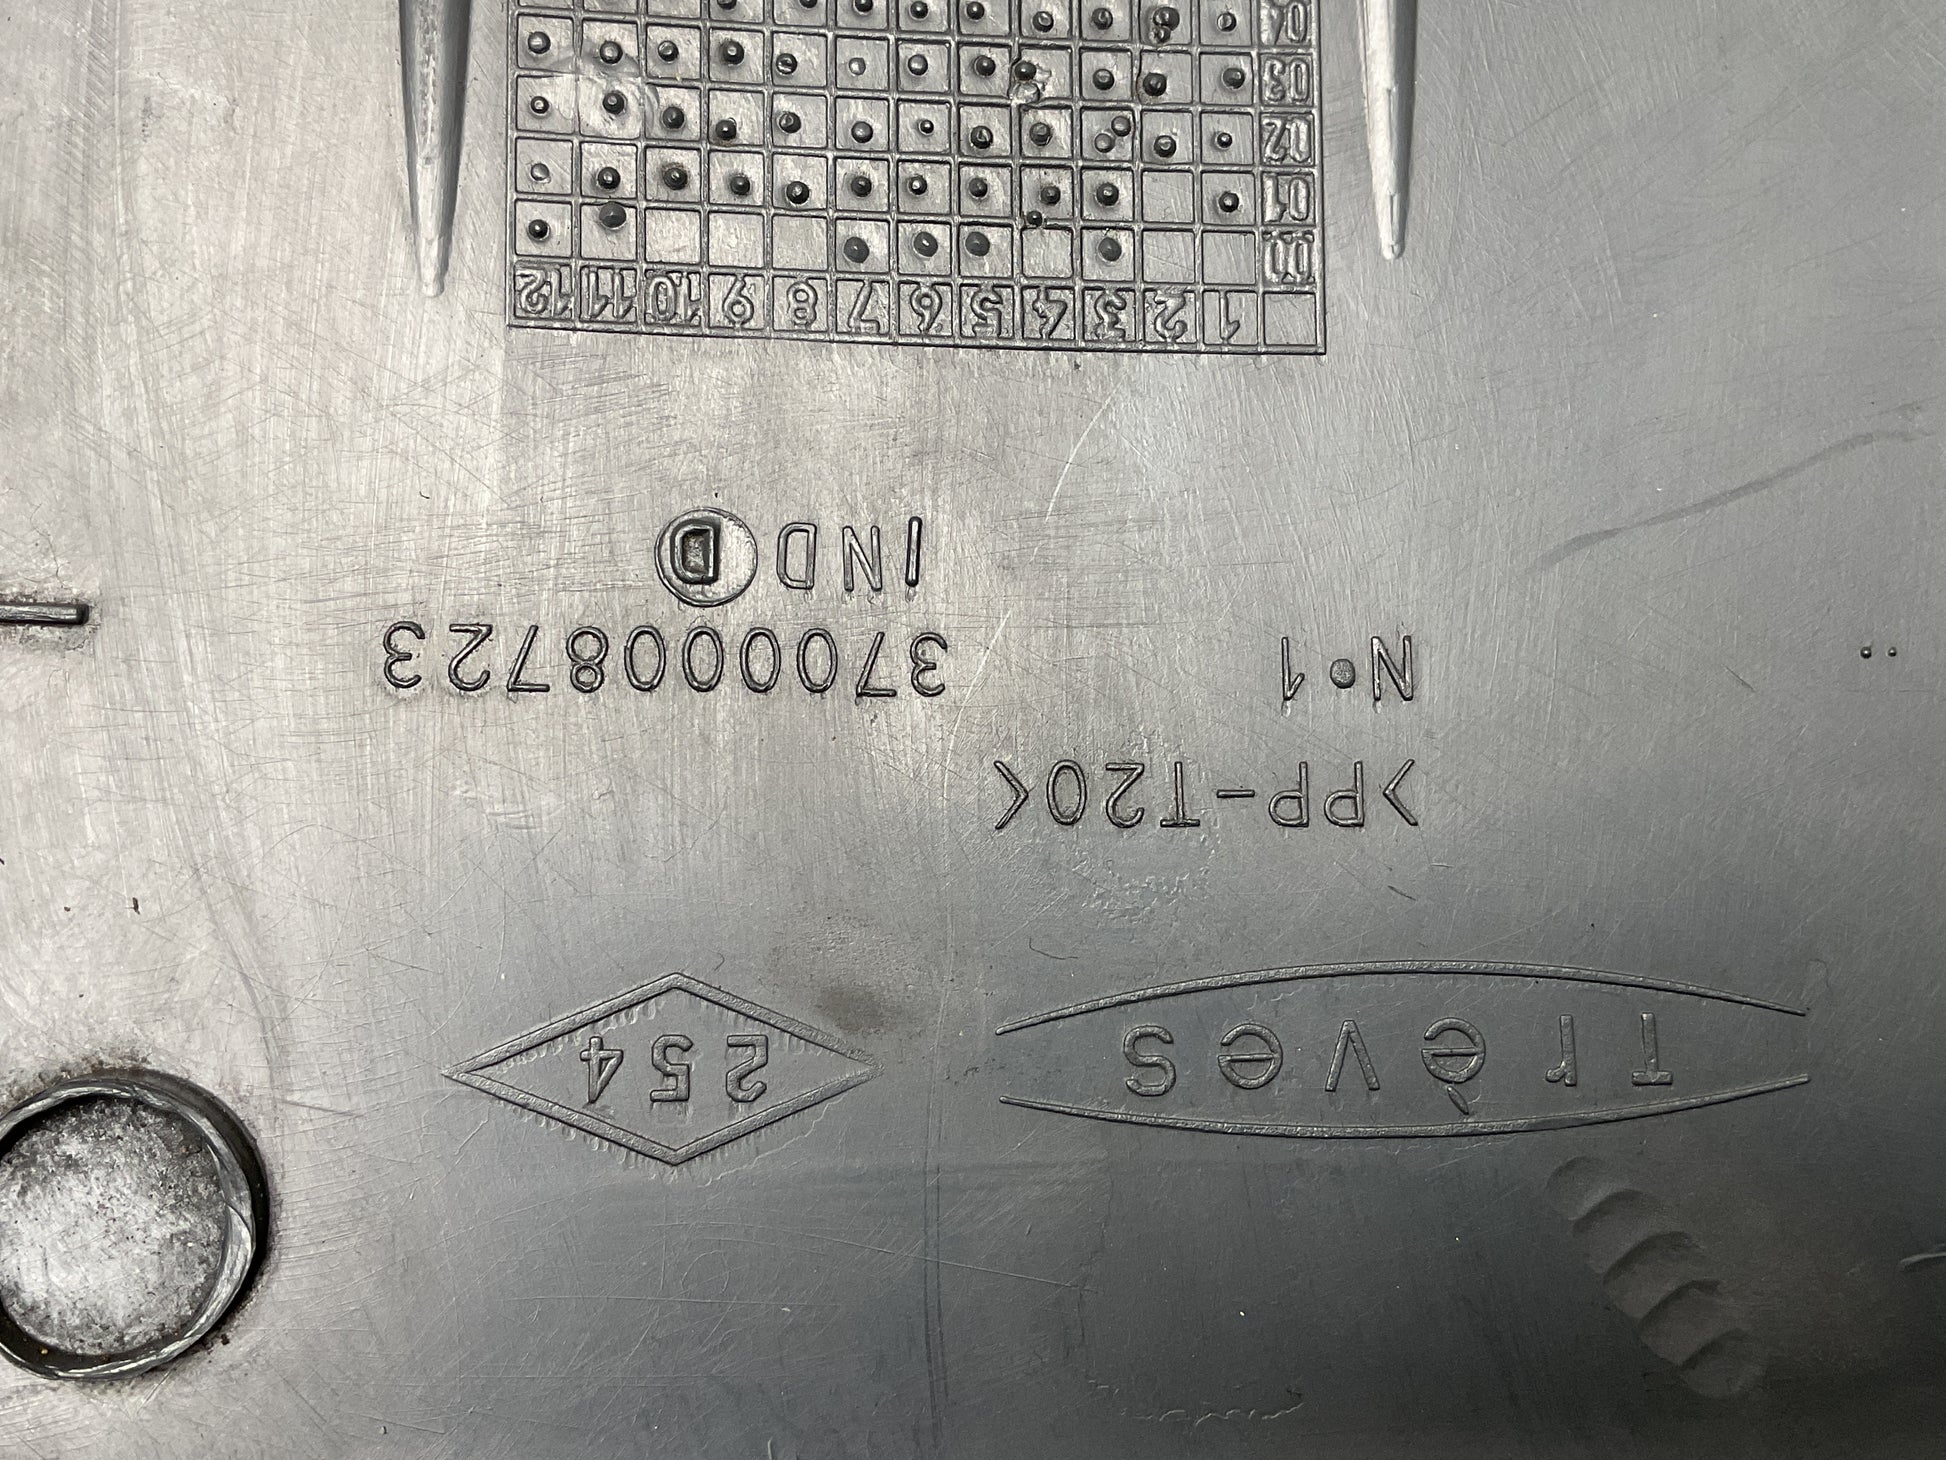 Trèves 254
>PP-T20<
N•1 3700008723
IND D
1 2 3 4 5 6 7 8 9 10 11 12
00
01
02
03
04